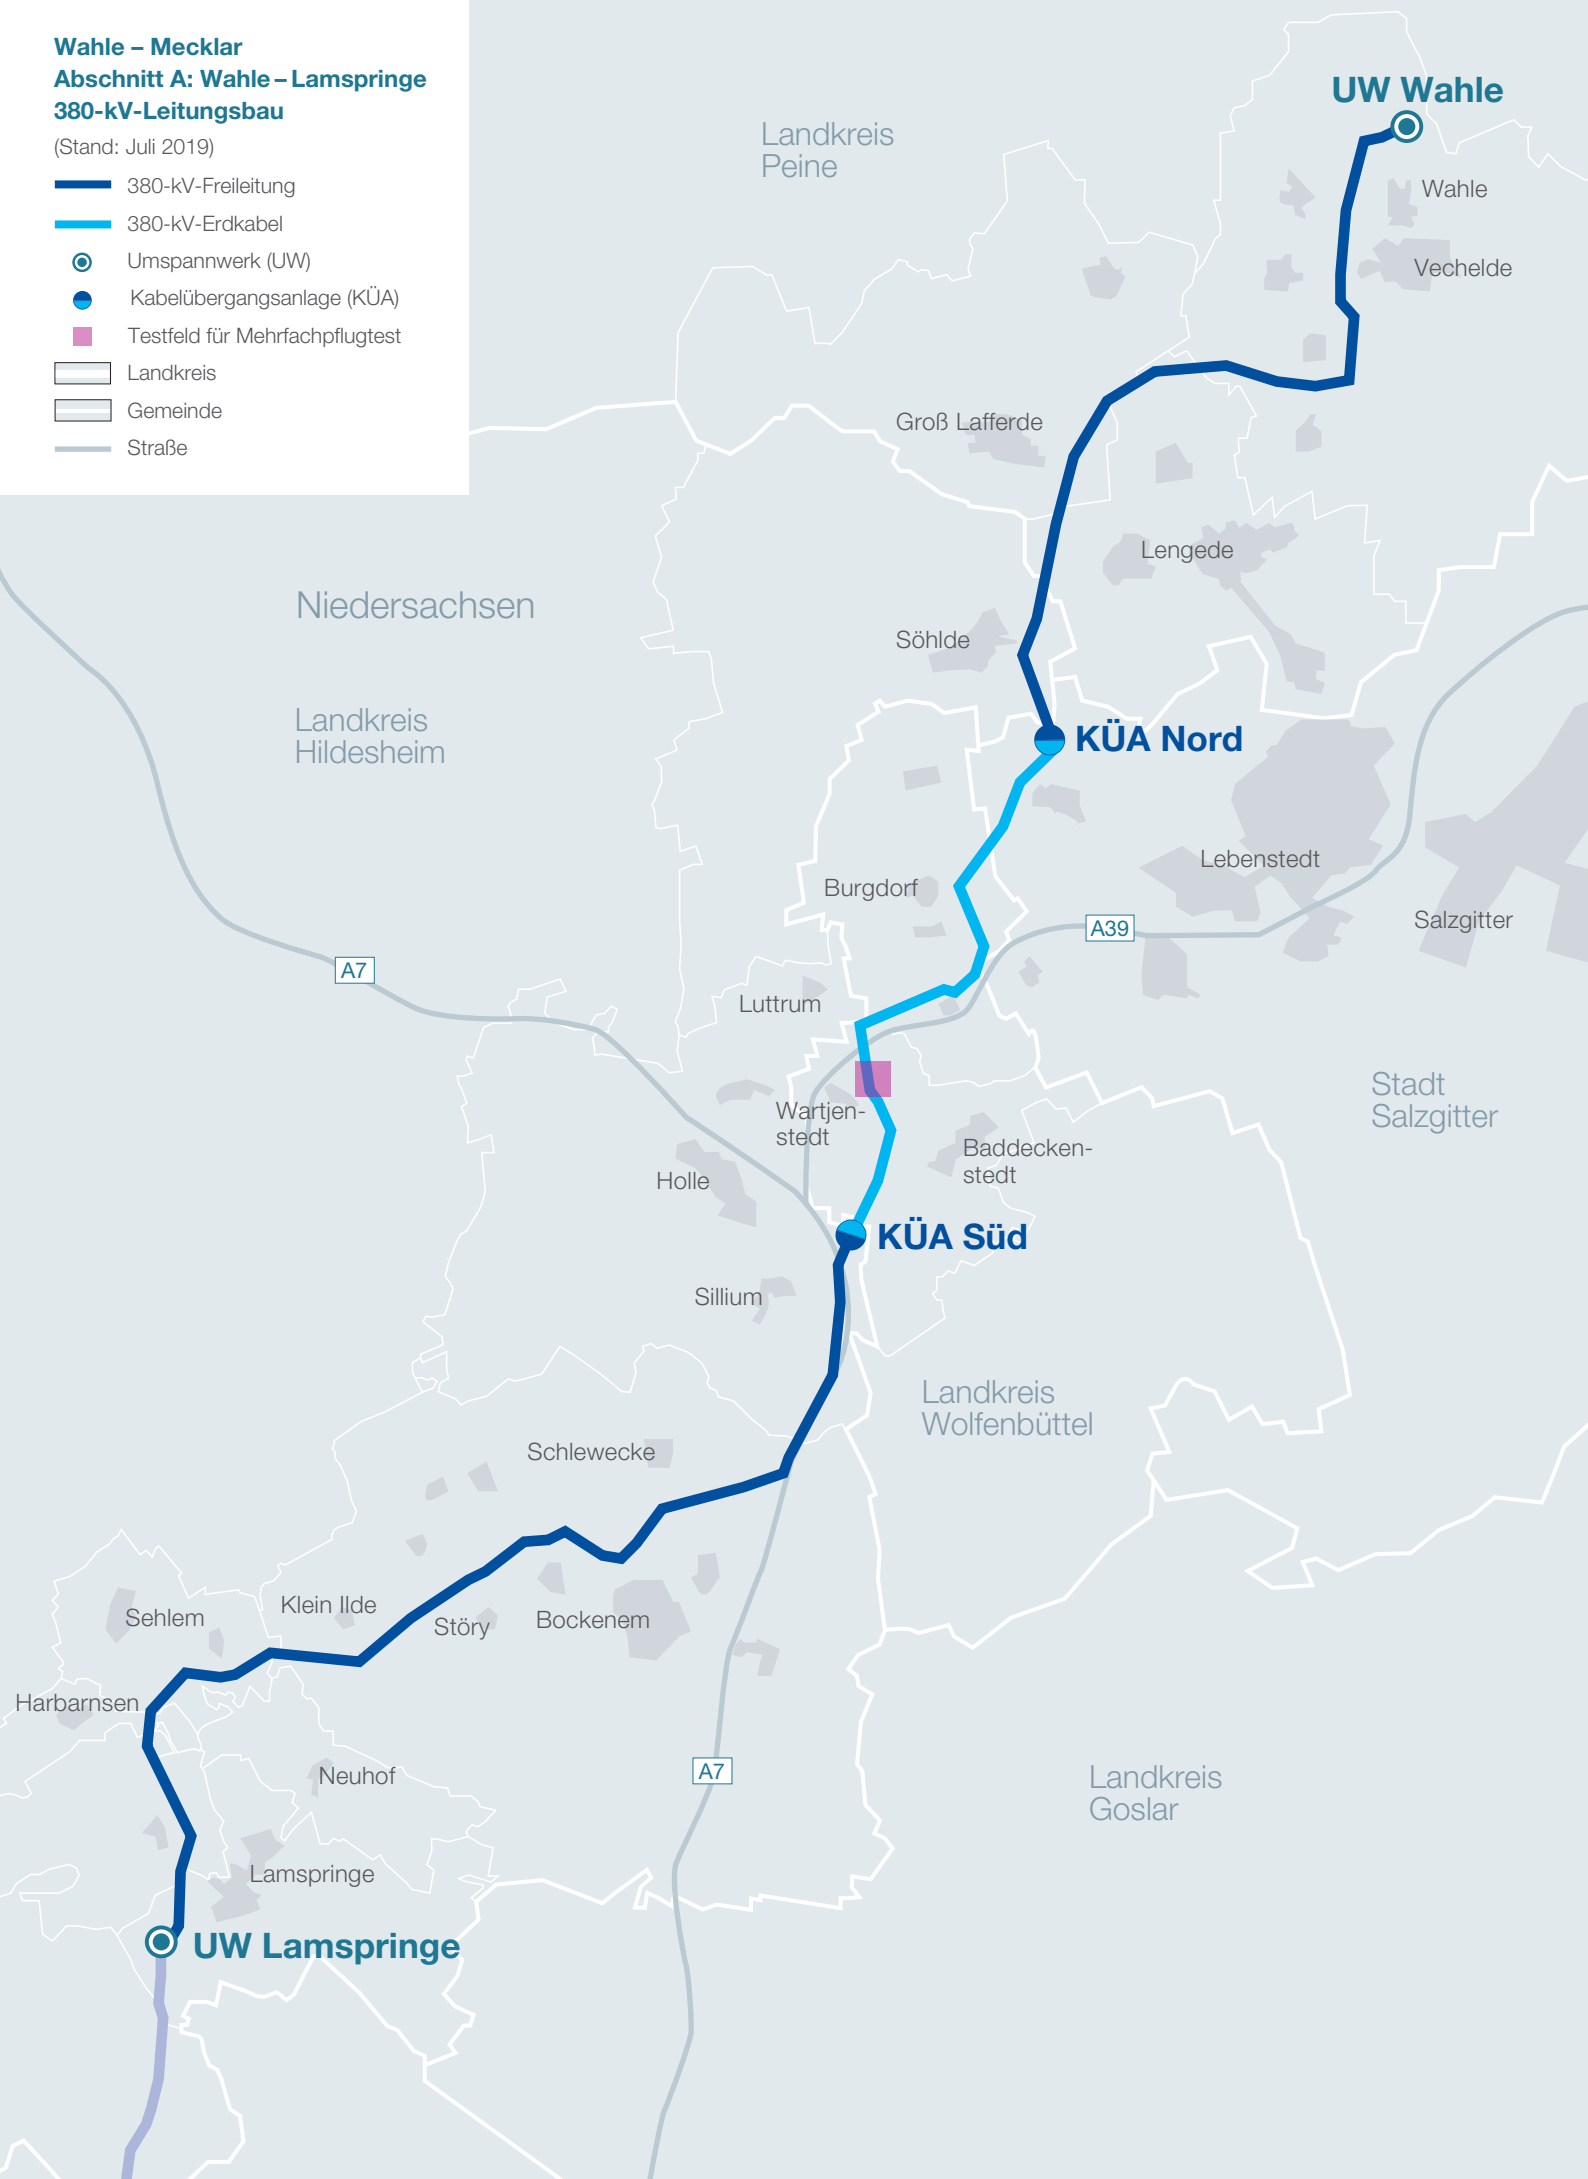 Wahle – Mecklar
Abschnitt A: Wahle – Lamspringe
380-kV-Leitungsbau
(Stand: Juli 2019)
380-kV-Freileitung
380-kV-Erdkabel
Umspannwerk (UW)
Kabelübergangsanlage (KÜA)
Testfeld für Mehrfachpflugtest
Landkreis
Gemeinde
Straße
UW Wahle
Landkreis
Peine
Wahle
Vechelde
Groß Lafferde
Lengede
Niedersachsen
Söhlde
Landkreis
Hildesheim
KÜA Nord
Lebenstedt
Burgdorf
Salzgitter
A39
A7
Luttrum
Stadt
Salzgitter
Wartjen-
stedt
Baddecken-
stedt
Holle
KÜA Süd
Sillium
Landkreis
Wolfenbüttel
Schlewecke
Klein Ilde
Sehlem
Störy
Bockenem
Harbarnsen
Neuhof
A7
Landkreis
Goslar
Lamspringe
UW Lamspringe